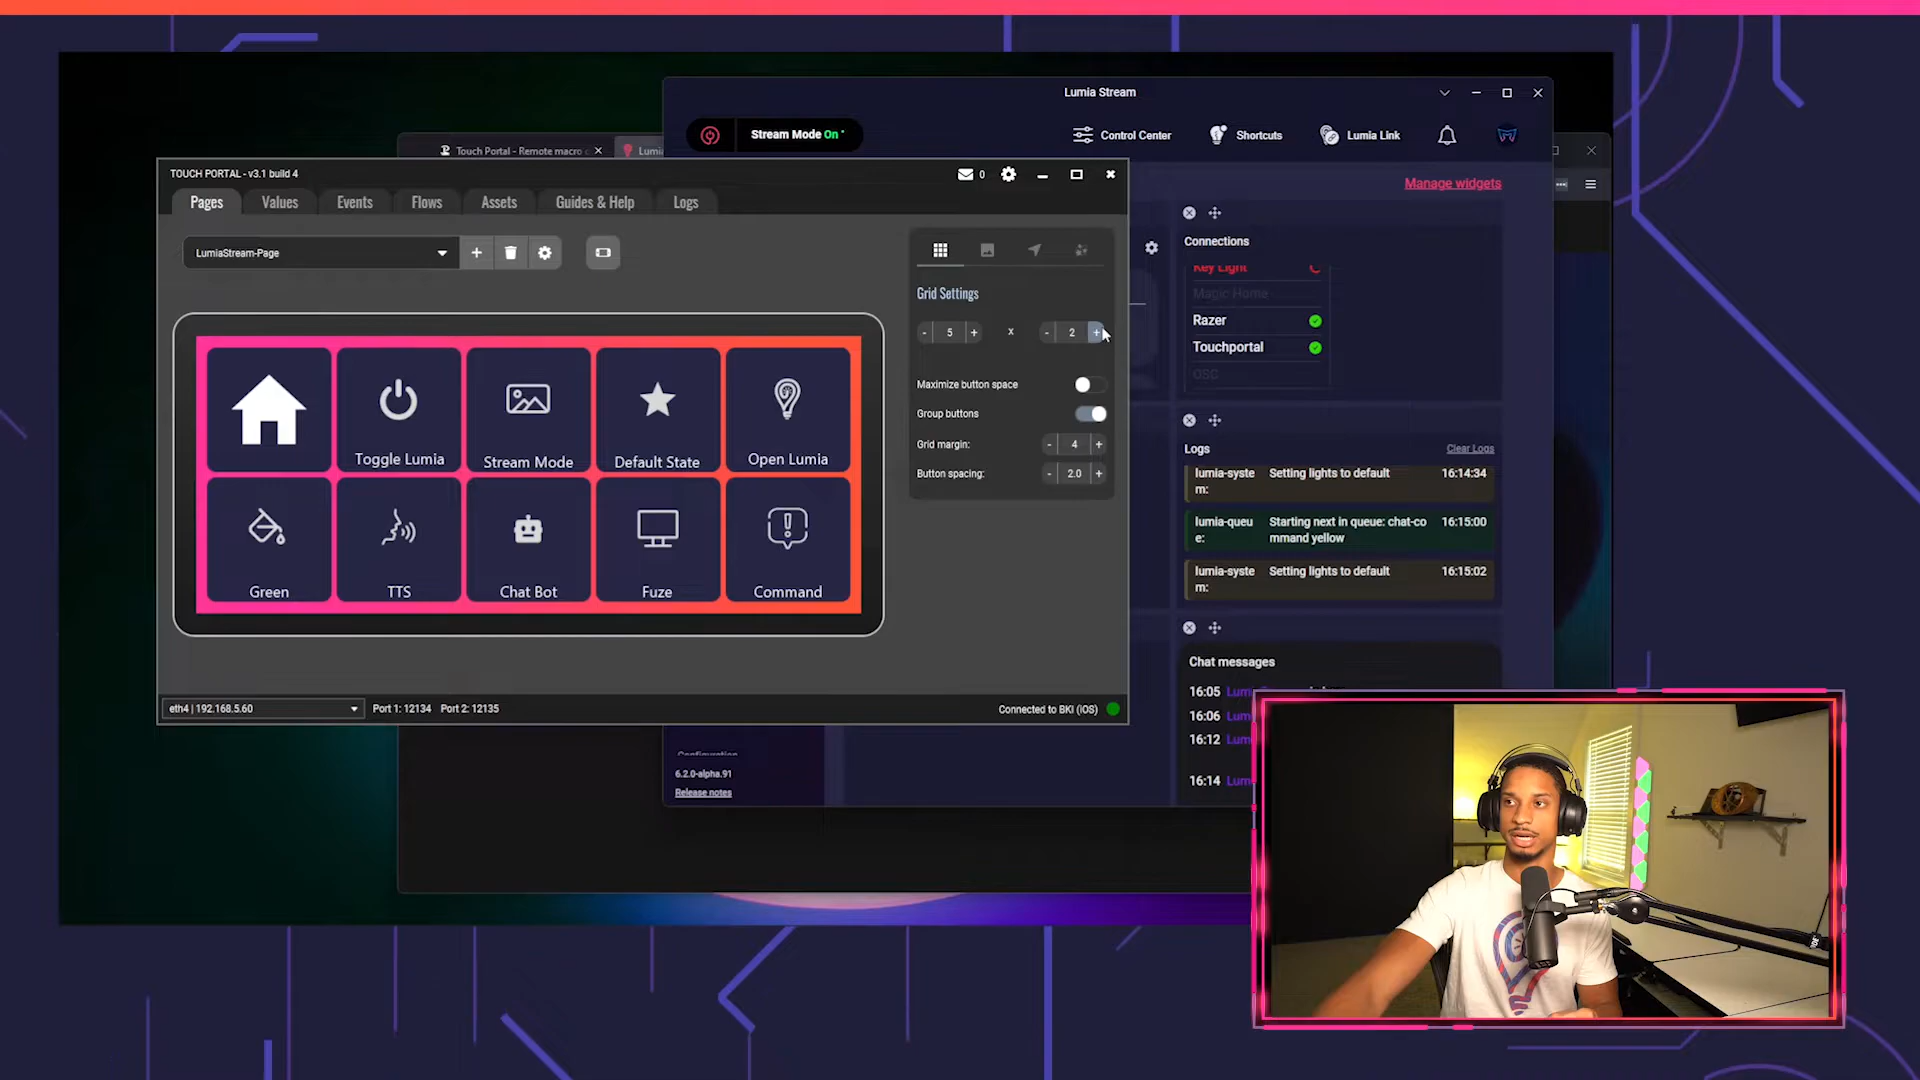 Lumia Stream
Stream Mode On
Control Center
Shortcuts
Lumia Link
Touch Portal - Remote macro
Manage widgets
TOUCH PORTAL - v3.1 build 4
0
Pages
Values
Events
Flows
Assets
Guides & Help
Logs
LumiaStream-Page
Grid Settings
- 5 + x - 2 +
Maximize button space
Group buttons
Grid margin: - 4 +
Button spacing: - 2.0 +
Toggle Lumia
Stream Mode
Default State
Open Lumia
Green
TTS
Chat Bot
Fuze
Command
eth4 | 192.168.5.60
Port 1: 12134 Port 2: 12135
Connected to BKI (iOS)
Connections
Key Light
Magic Home
Razer
Touchportal
OSC
Logs
Clear Logs
lumia-syste
m:
Setting lights to default
16:14:34
lumia-queu
e:
Starting next in queue: chat-co
mmand yellow
16:15:00
lumia-syste
m:
Setting lights to default
16:15:02
Chat messages
16:05
16:06
16:12
16:14
Configuration
6.2.0-alpha.91
Release notes